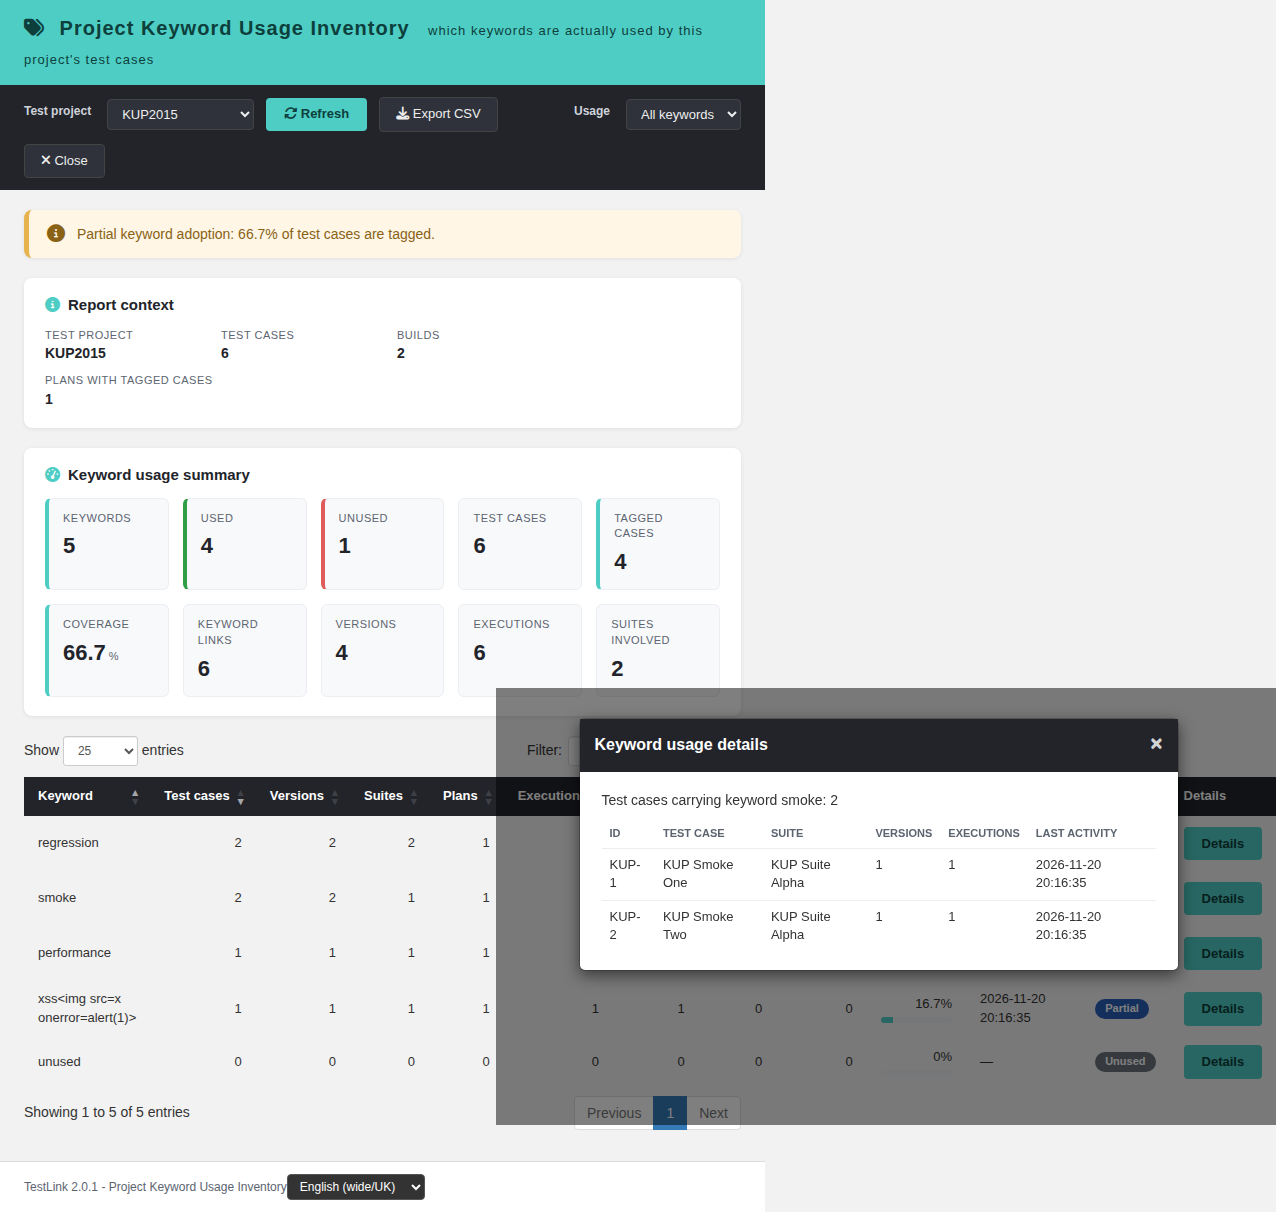 Project Keyword Usage Inventory which keywords are actually used by this
project's test cases
Test project KUP2015 Refresh Export CSV Usage All keywords
Close
Partial keyword adoption: 66.7% of test cases are tagged.
Report context
TEST PROJECT TEST CASES BUILDS
KUP2015 6 2
PLANS WITH TAGGED CASES
1
Keyword usage summary
KEYWORDS USED UNUSED TEST CASES TAGGED CASES
5 4 1 6 4
COVERAGE KEYWORD LINKS VERSIONS EXECUTIONS SUITES INVOLVED
66.7 % 6 4 6 2
Show 25 entries Filter:
Keyword Test cases Versions Suites Plans Execution Details
regression 2 2 2 1 Details
smoke 2 2 1 1 Details
performance 1 1 1 1 Details
xss<img src=x onerror=alert(1)> 1 1 1 1 1 1 0 0 16.7% 2026-11-20 20:16:35 Partial Details
unused 0 0 0 0 0 0 0 0 0% — Unused Details
Showing 1 to 5 of 5 entries Previous 1 Next
Keyword usage details
Test cases carrying keyword smoke: 2
ID TEST CASE SUITE VERSIONS EXECUTIONS LAST ACTIVITY
KUP-1 KUP Smoke One KUP Suite Alpha 1 1 2026-11-20 20:16:35
KUP-2 KUP Smoke Two KUP Suite Alpha 1 1 2026-11-20 20:16:35
TestLink 2.0.1 - Project Keyword Usage Inventory English (wide/UK)